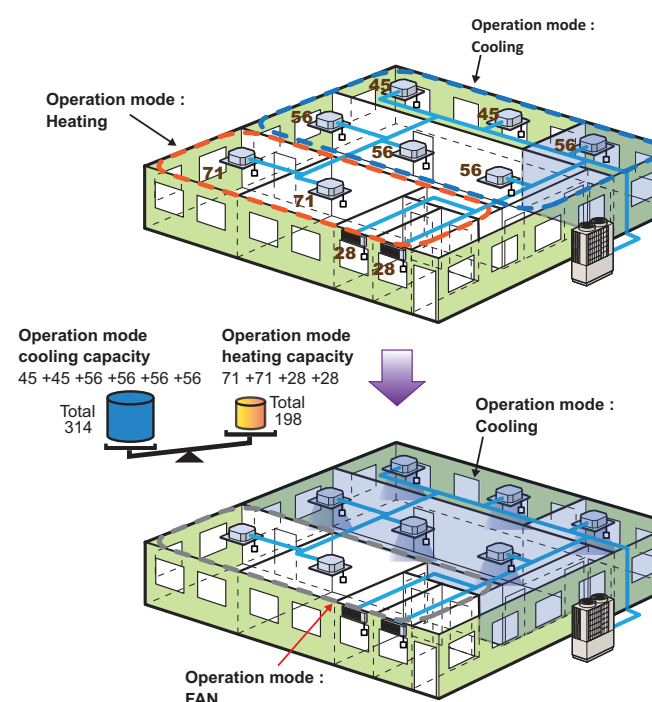 Operation mode :
Cooling
Operation mode :
Heating
45
56
45
56
56
71
56
71
28
28
Operation mode
cooling capacity
45 +45 +56 +56 +56 +56
Total
314
Operation mode
heating capacity
71 +71 +28 +28
Total
198
Operation mode :
Cooling
Operation mode :
FAN